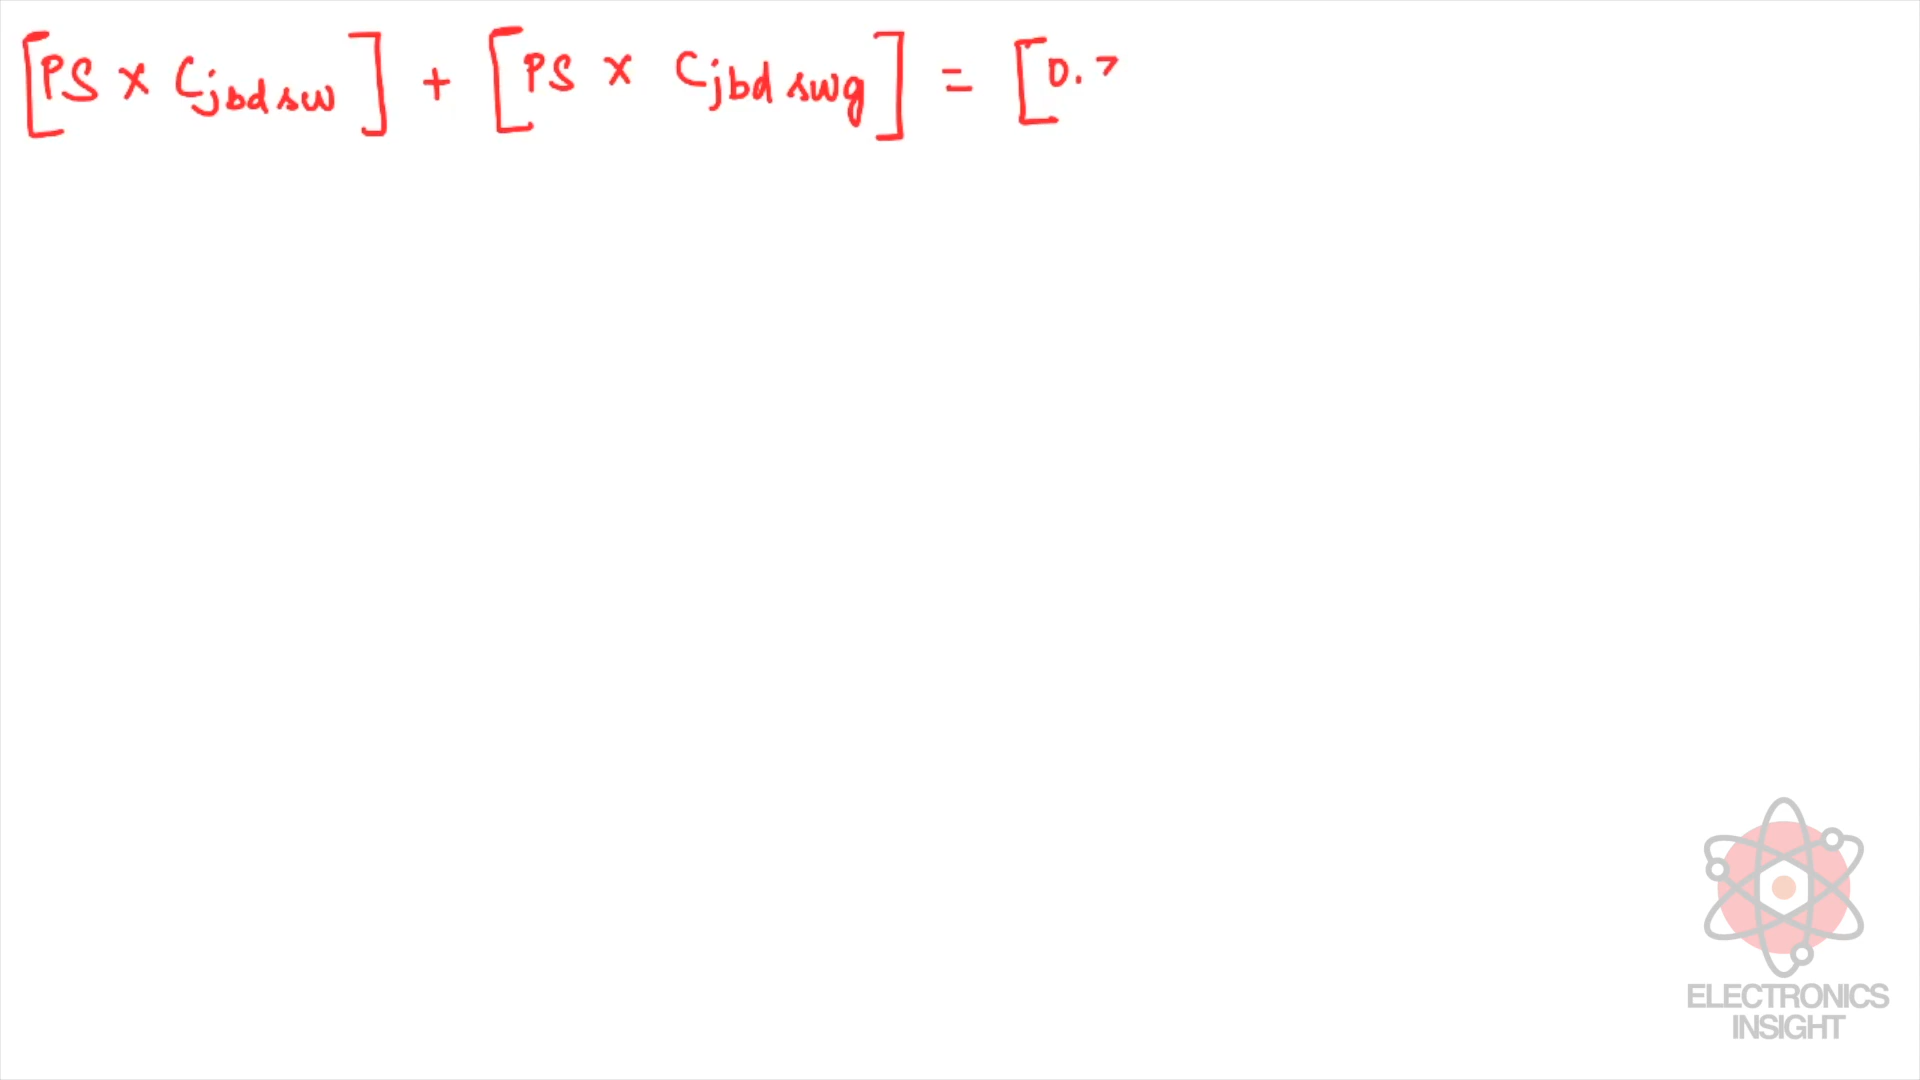 [PS × Cjbdsw] + [PS × Cjbdswg] = [0.7
ELECTRONICS
INSIGHT